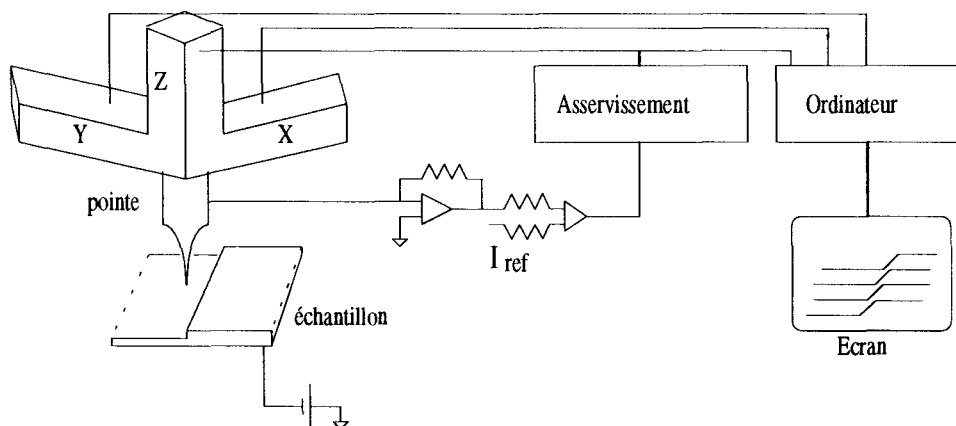 Z
Y
X
Asservissement
Ordinateur
pointe
I ref
échantillon
Ecran